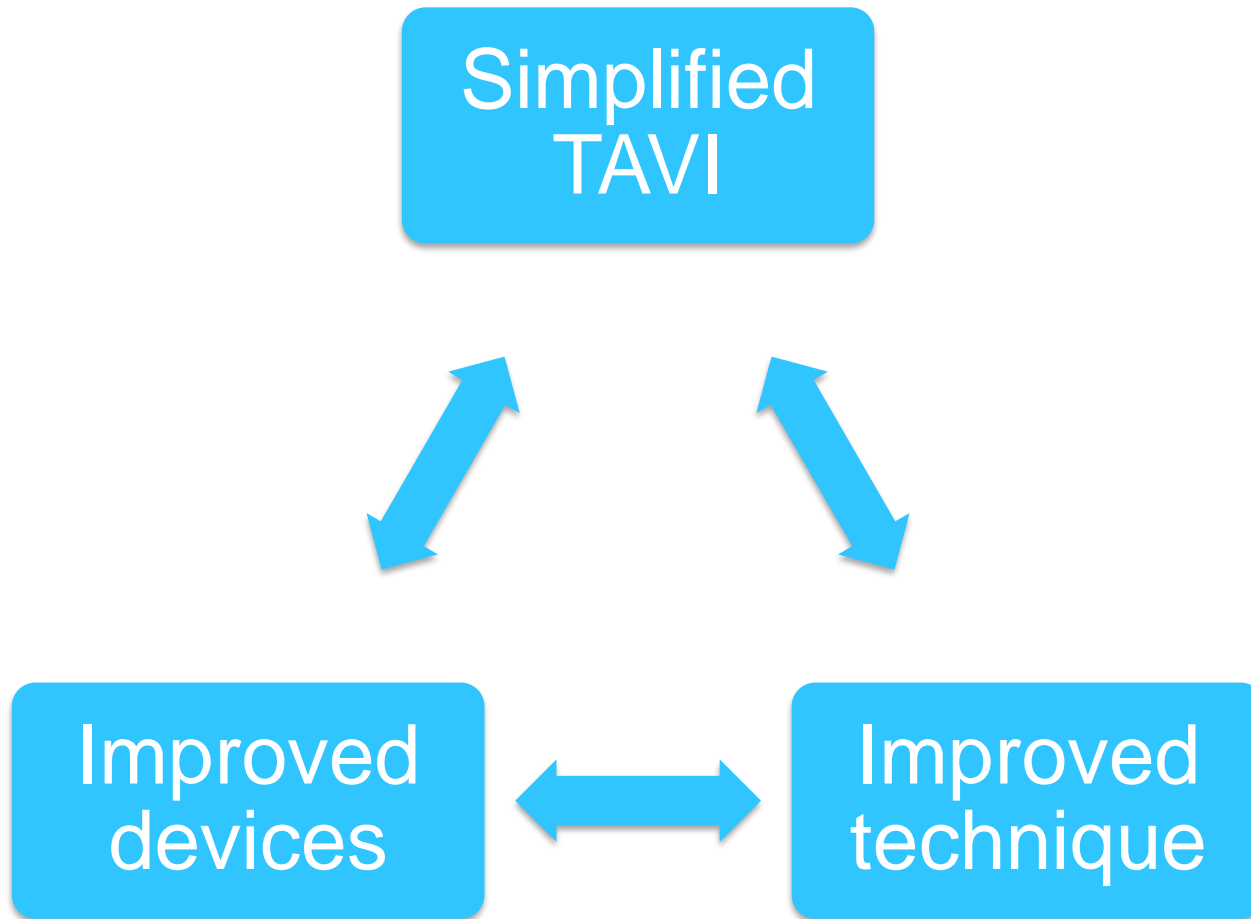 Simplified
TAVI
Improved
devices
Improved
technique